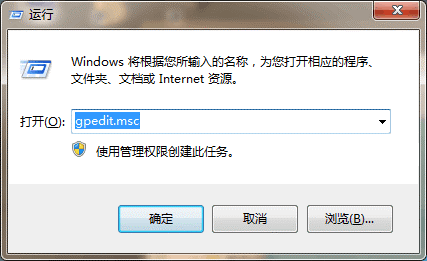 运行
Windows 将根据您所输入的名称，为您打开相应的程序、
文件夹、文档或 Internet 资源。
打开(O): gpedit.msc
使用管理权限创建此任务。
确定 取消 浏览(B)...